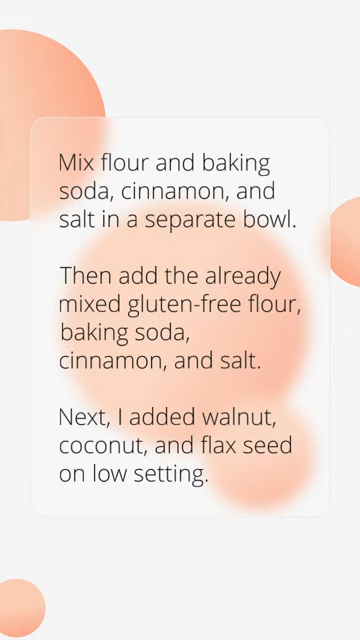 Mix flour and baking
soda, cinnamon, and
salt in a separate bowl.
Then add the already
mixed gluten-free flour,
baking soda,
cinnamon, and salt.
Next, I added walnut,
coconut, and flax seed
on low setting.